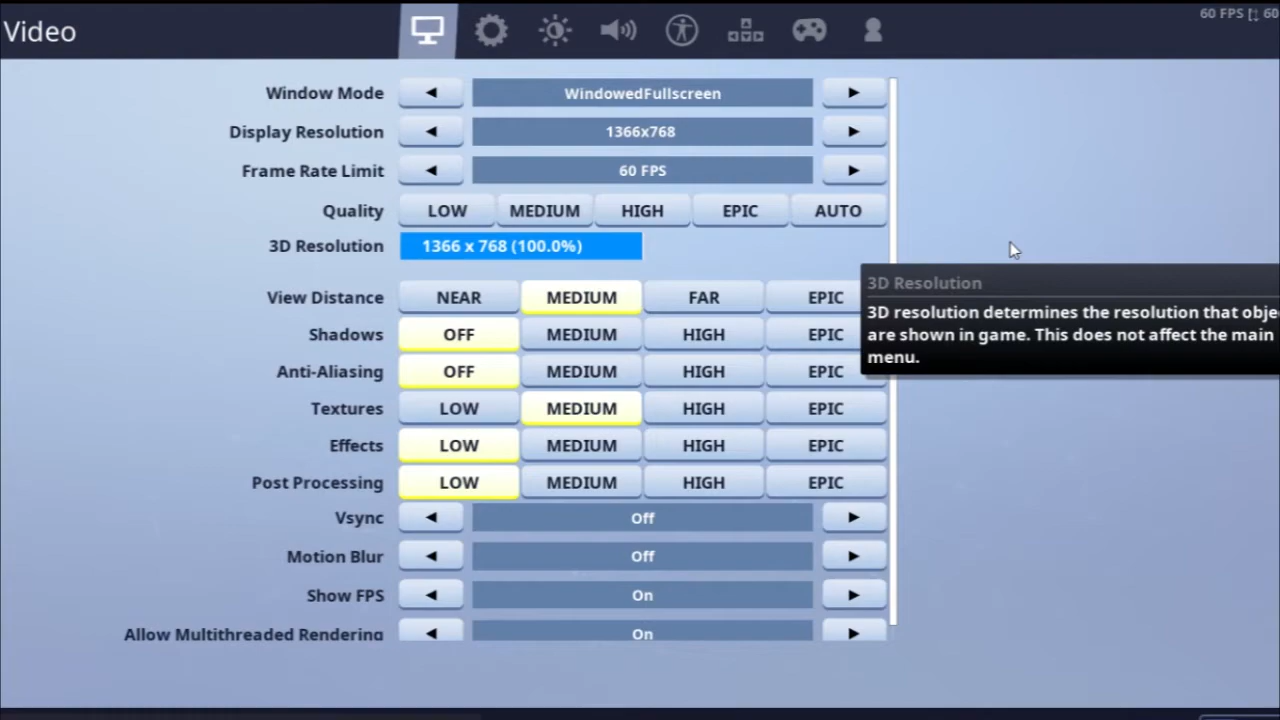 Video
60 FPS [ 60
Window Mode ◄ WindowedFullscreen ►
Display Resolution ◄ 1366x768 ►
Frame Rate Limit ◄ 60 FPS ►
Quality LOW MEDIUM HIGH EPIC AUTO
3D Resolution 1366 x 768 (100.0%)
View Distance NEAR MEDIUM FAR EPIC
Shadows OFF MEDIUM HIGH EPIC
Anti-Aliasing OFF MEDIUM HIGH EPIC
Textures LOW MEDIUM HIGH EPIC
Effects LOW MEDIUM HIGH EPIC
Post Processing LOW MEDIUM HIGH EPIC
Vsync ◄ Off ►
Motion Blur ◄ Off ►
Show FPS ◄ On ►
Allow Multithreaded Rendering ◄ On ►
3D Resolution
3D resolution determines the resolution that obje
are shown in game. This does not affect the main
menu.